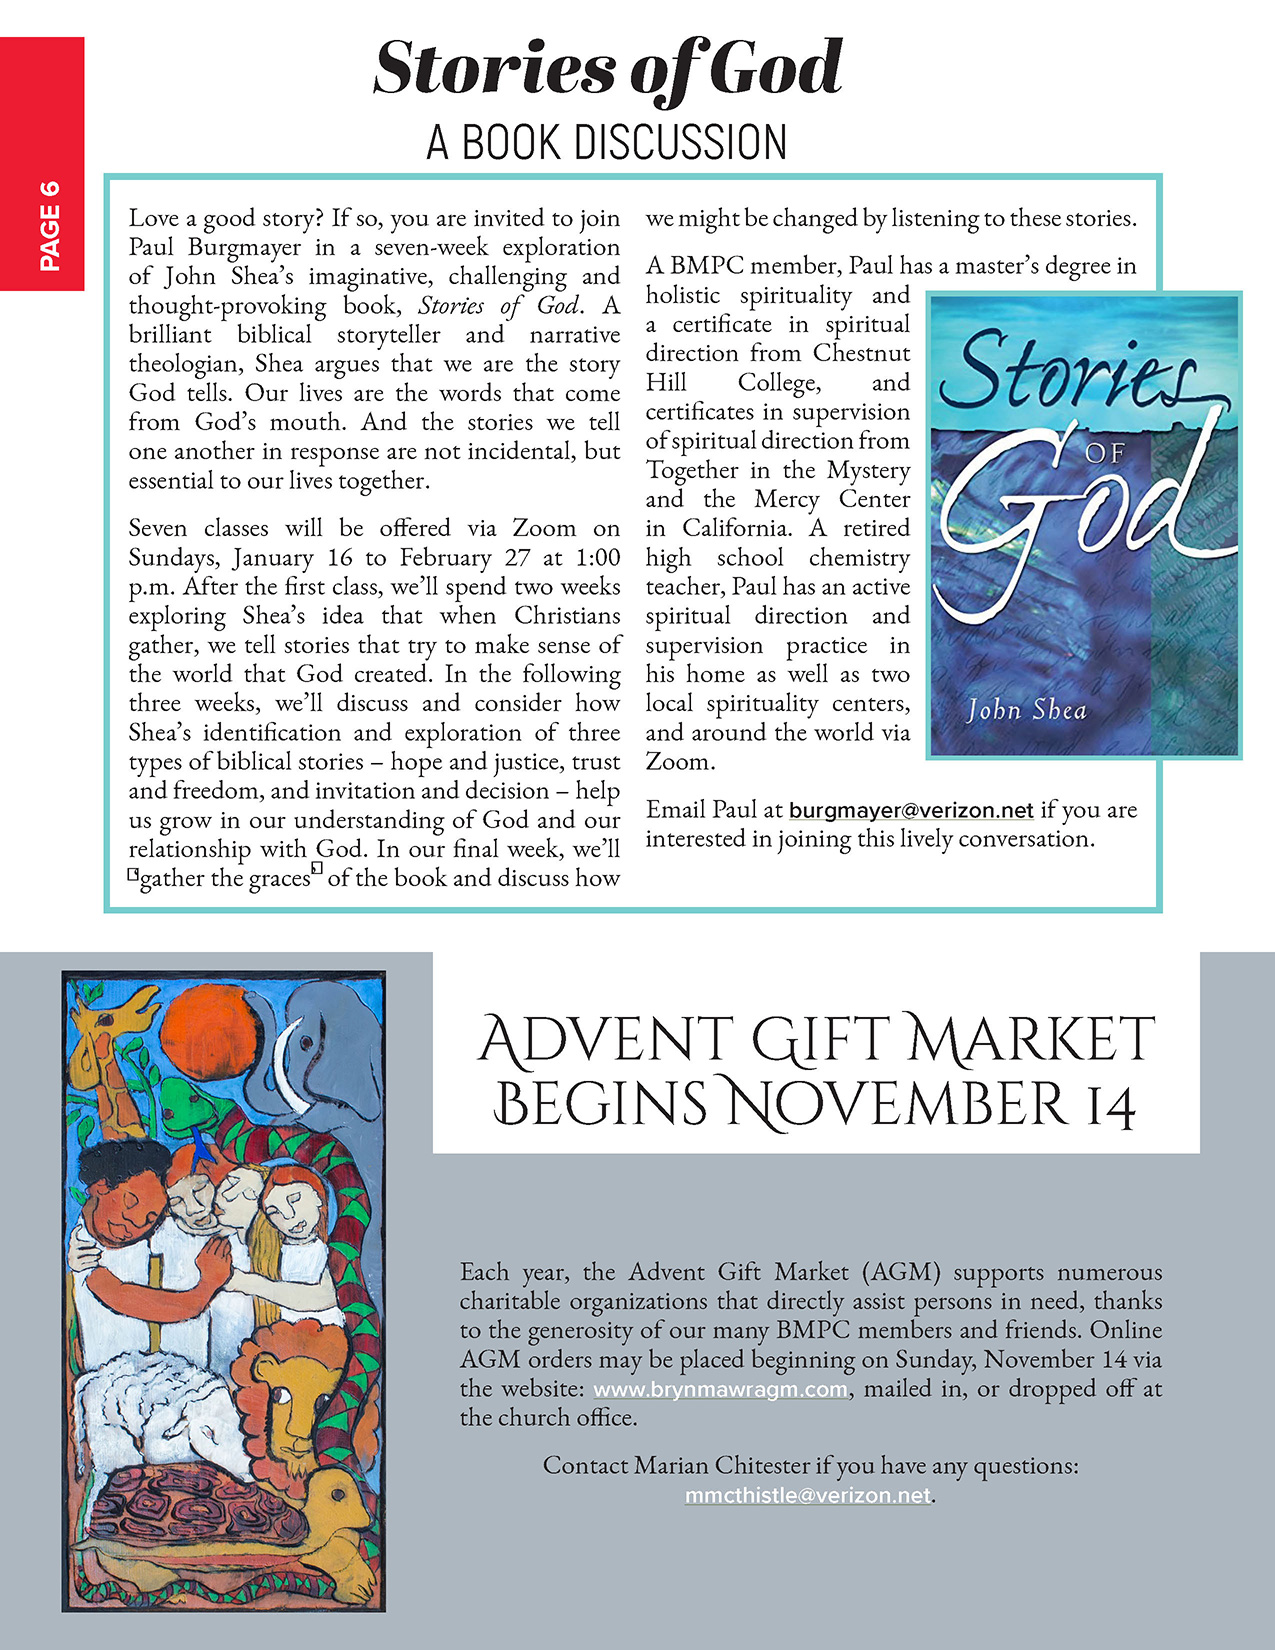 Stories of God
A BOOK DISCUSSION
PAGE 6
Love a good story? If so, you are invited to join
Paul Burgmayer in a seven-week exploration
of John Shea’s imaginative, challenging and
thought-provoking book, Stories of God. A
brilliant biblical storyteller and narrative
theologian, Shea argues that we are the story
God tells. Our lives are the words that come
from God’s mouth. And the stories we tell
one another in response are not incidental, but
essential to our lives together.
Seven classes will be offered via Zoom on
Sundays, January 16 to February 27 at 1:00
p.m. After the first class, we’ll spend two weeks
exploring Shea’s idea that when Christians
gather, we tell stories that try to make sense of
the world that God created. In the following
three weeks, we’ll discuss and consider how
Shea’s identification and exploration of three
types of biblical stories – hope and justice, trust
and freedom, and invitation and decision – help
us grow in our understanding of God and our
relationship with God. In our final week, we’ll
gather the graces of the book and discuss how
we might be changed by listening to these stories.
A BMPC member, Paul has a master’s degree in
holistic spirituality and
a certificate in spiritual
direction from Chestnut
Hill College, and
certificates in supervision
of spiritual direction from
Together in the Mystery
and the Mercy Center
in California. A retired
high school chemistry
teacher, Paul has an active
spiritual direction and
supervision practice in
his home as well as two
local spirituality centers,
and around the world via
Zoom.
Email Paul at burgmayer@verizon.net if you are
interested in joining this lively conversation.
Stories
OF
God
John Shea
ADVENT GIFT MARKET
BEGINS NOVEMBER 14
Each year, the Advent Gift Market (AGM) supports numerous
charitable organizations that directly assist persons in need, thanks
to the generosity of our many BMPC members and friends. Online
AGM orders may be placed beginning on Sunday, November 14 via
the website: www.brynmawragm.com, mailed in, or dropped off at
the church office.
Contact Marian Chitester if you have any questions:
mmcthistle@verizon.net.